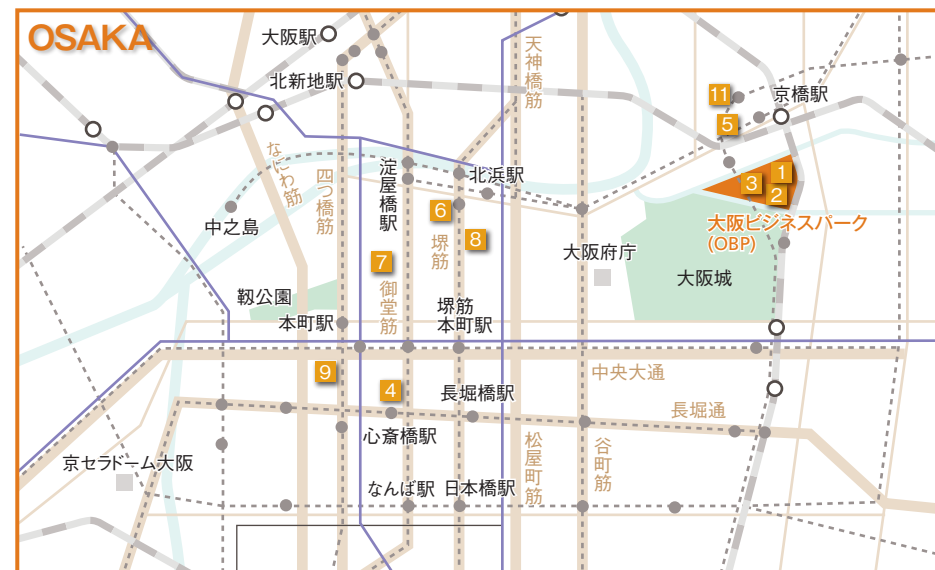 OSAKA
大阪駅
北新地駅
天神橋筋
11
京橋駅
5
なにわ筋
四つ橋筋
淀屋橋駅
北浜駅
1
3
2
6
中之島
堺筋
8
大阪ビジネスパーク
(OBP)
大阪府庁
7
大阪城
御堂筋
靱公園
堺筋
本町駅
本町駅
9
中央大通
4
長堀橋駅
長堀通
心斎橋駅
松屋町筋
谷町筋
京セラドーム大阪
なんば駅
日本橋駅